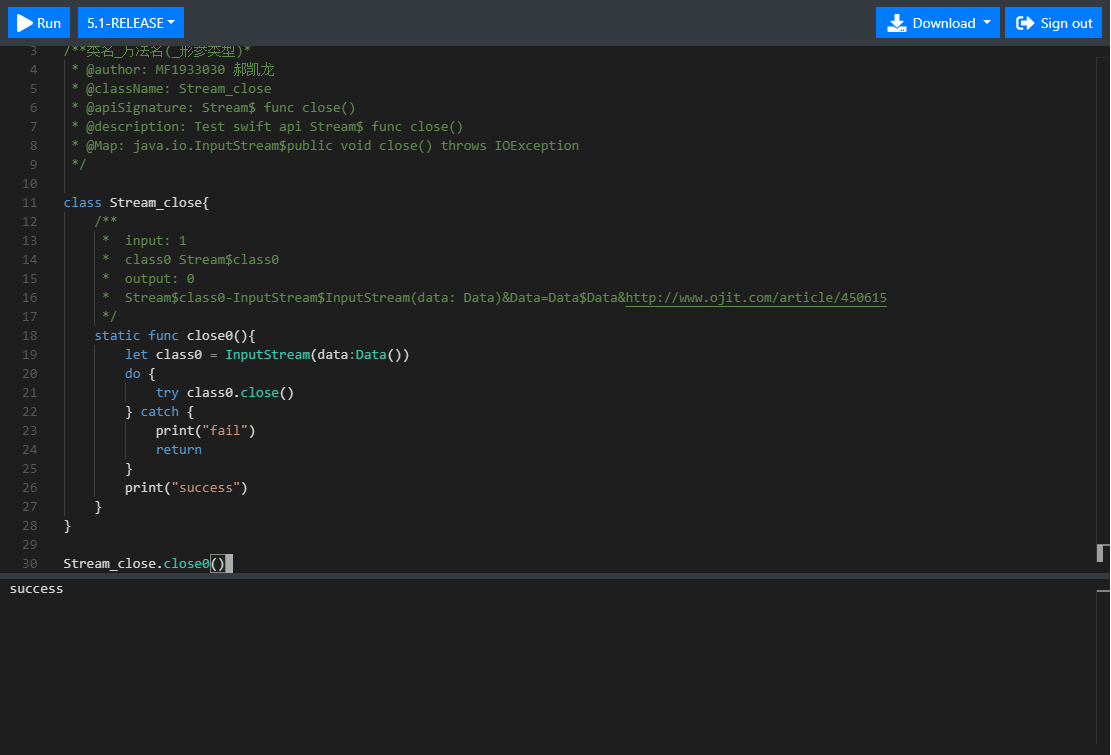 Run 5.1-RELEASE Download Sign out
3 /**类名_方法名(_形参类型)*
4  * @author: MF1933030 郝凯龙
5  * @className: Stream_close
6  * @apiSignature: Stream$ func close()
7  * @description: Test swift api Stream$ func close()
8  * @Map: java.io.InputStream$public void close() throws IOException
9  */
10
11 class Stream_close{
12     /**
13      *  input: 1
14      *  class0 Stream$class0
15      *  output: 0
16      *  Stream$class0-InputStream$InputStream(data: Data)&Data=Data$Data&http://www.ojit.com/article/450615
17      */
18     static func close0(){
19         let class0 = InputStream(data:Data())
20         do {
21             try class0.close()
22         } catch {
23             print("fail")
24             return
25         }
26         print("success")
27     }
28 }
29
30 Stream_close.close0()
success